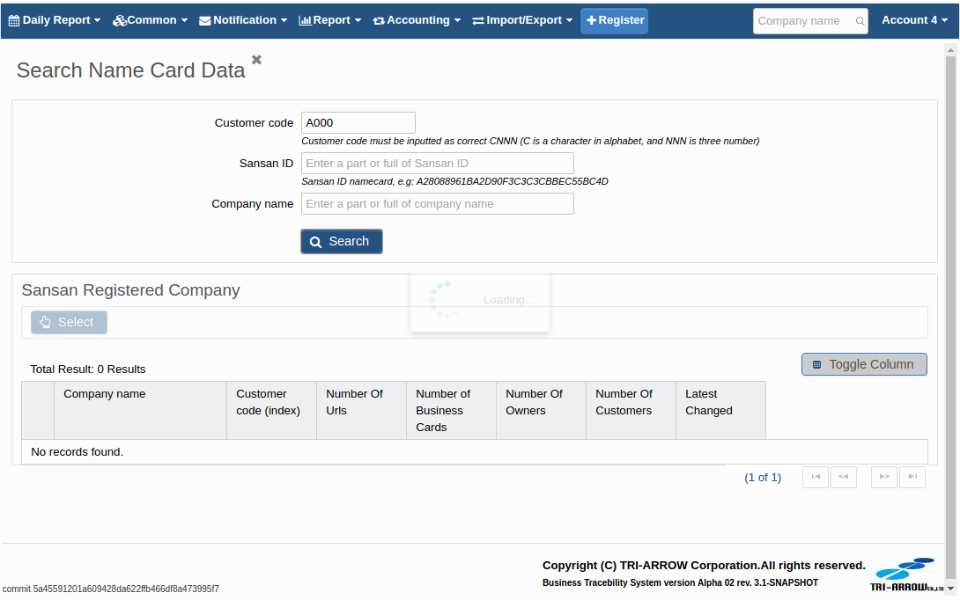 Daily Report Common Notification Report Accounting Import/Export Register Company name Account 4
Search Name Card Data
Customer code A000
Customer code must be inputted as correct CNNN (C is a character in alphabet, and NNN is three number)
Sansan ID Enter a part or full of Sansan ID
Sansan ID namecard, e.g: A28088961BA2D90F3C3C3CBBEC55BC4D
Company name Enter a part or full of company name
Search
Sansan Registered Company
Loading...
Select
Toggle Column
Total Result: 0 Results
Company name Customer code (index) Number Of Urls Number of Business Cards Number Of Owners Number Of Customers Latest Changed
No records found.
(1 of 1)
Copyright (C) TRI-ARROW Corporation.All rights reserved.
Business Tracebility System version Alpha 02 rev. 3.1-SNAPSHOT
TRI-ARROW CO.,LTD
commit 5a45591201a609428da622ffb466df8a473995f7